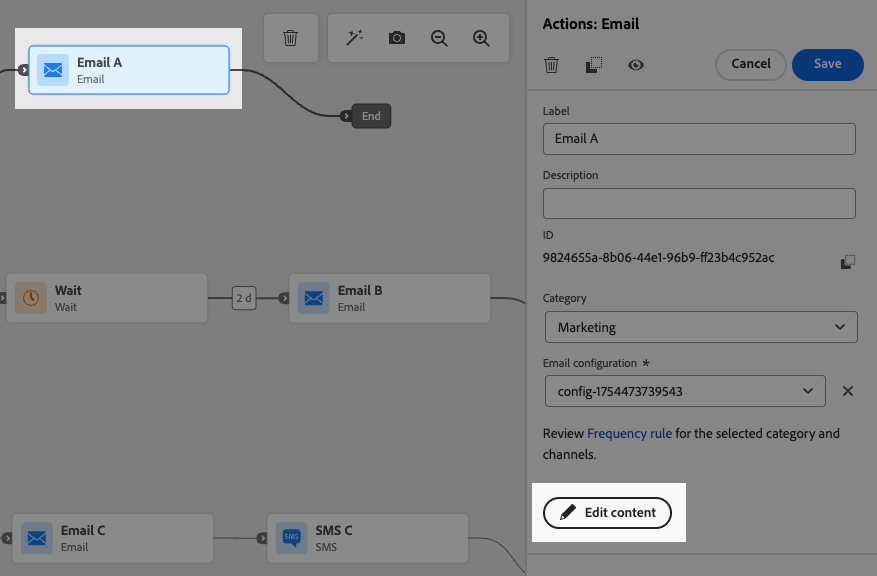 Email A
Email
End
Wait
Wait
2 d
Email B
Email
Email C
Email
SMS
SMS C
SMS
Actions: Email
Cancel
Save
Label
Email A
Description
ID
9824655a-8b06-44e1-96b9-ff23b4c952ac
Category
Marketing
Email configuration *
config-1754473739543
Review Frequency rule for the selected category and
channels.
Edit content